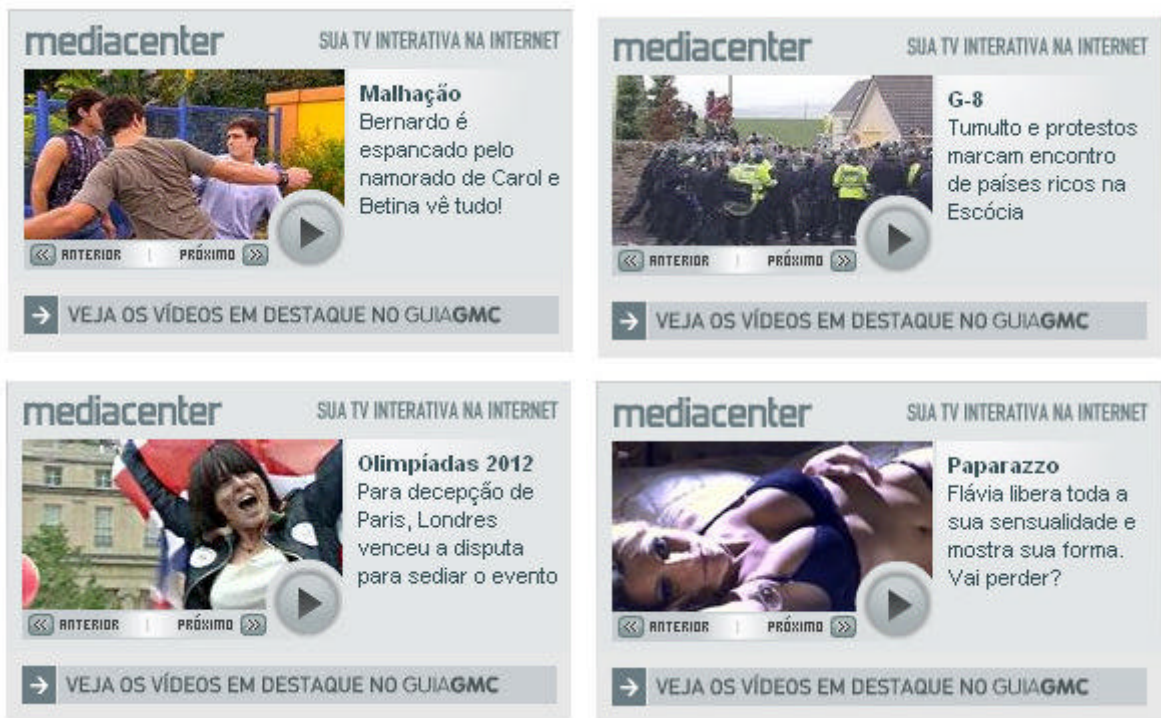 mediacenter SUA TV INTERATIVA NA INTERNET
Malhação
Bernardo é
espancado pelo
namorado de Carol e
Betina vê tudo!
ANTERIOR | PRÓXIMO
VEJA OS VÍDEOS EM DESTAQUE NO GUIAGMC
mediacenter SUA TV INTERATIVA NA INTERNET
G-8
Tumulto e protestos
marcam encontro
de países ricos na
Escócia
ANTERIOR | PRÓXIMO
VEJA OS VÍDEOS EM DESTAQUE NO GUIAGMC
mediacenter SUA TV INTERATIVA NA INTERNET
Olimpíadas 2012
Para decepção de
Paris, Londres
venceu a disputa
para sediar o evento
ANTERIOR | PRÓXIMO
VEJA OS VÍDEOS EM DESTAQUE NO GUIAGMC
mediacenter SUA TV INTERATIVA NA INTERNET
Paparazzo
Flávia libera toda a
sua sensualidade e
mostra sua forma.
Vai perder?
ANTERIOR | PRÓXIMO
VEJA OS VÍDEOS EM DESTAQUE NO GUIAGMC